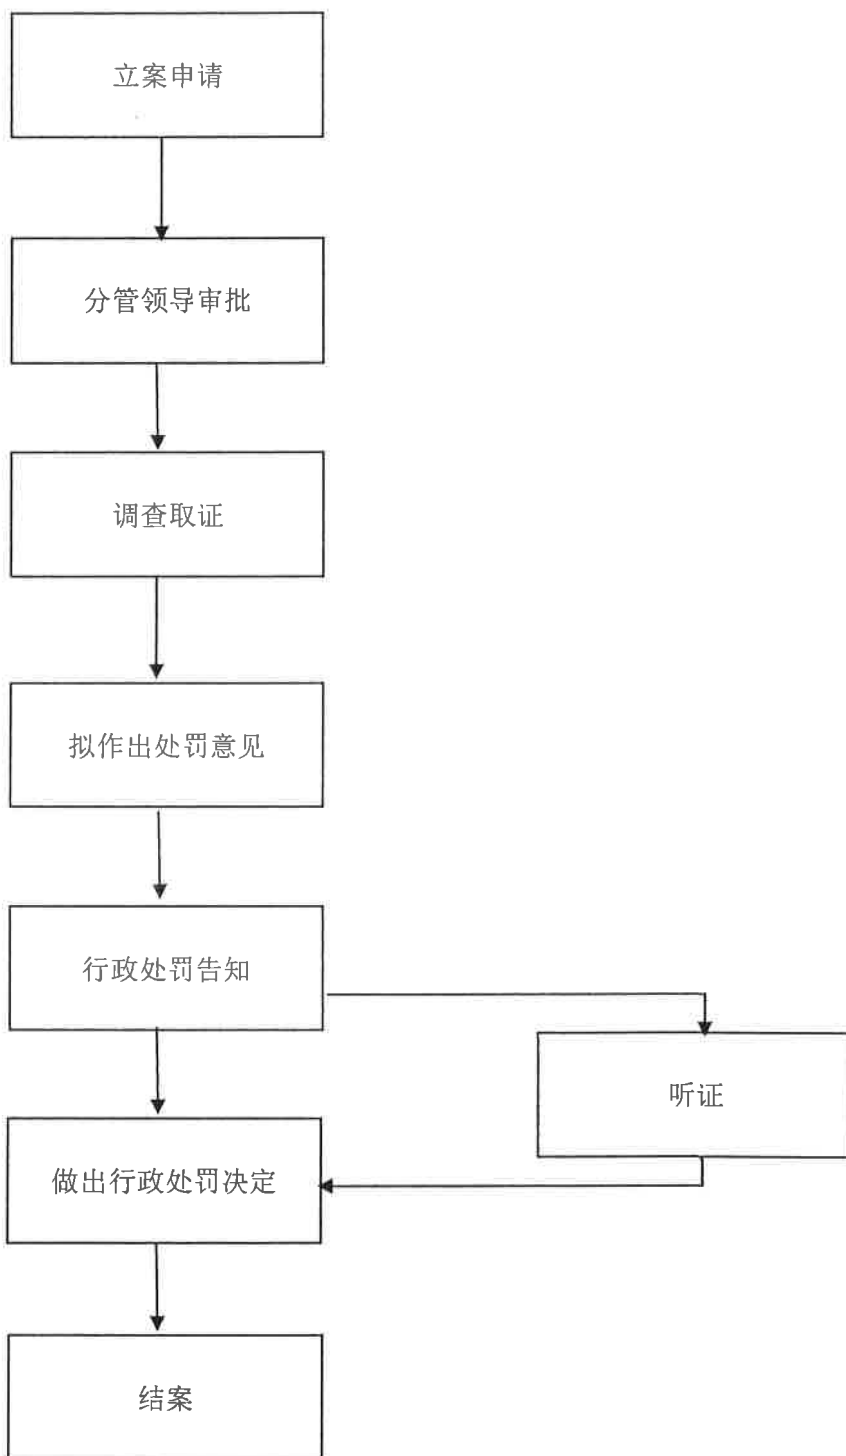 立案申请
分管领导审批
调查取证
拟作出处罚意见
行政处罚告知
听证
做出行政处罚决定
结案